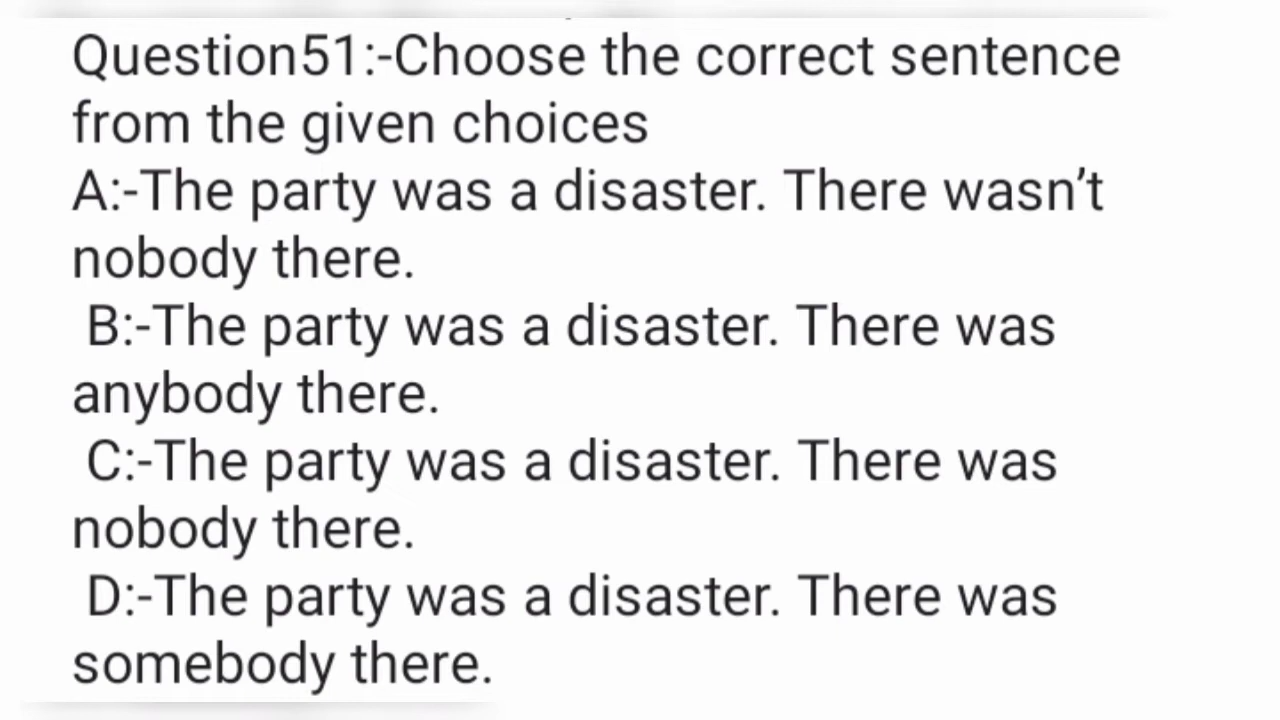 Question51:-Choose the correct sentence
from the given choices
A:-The party was a disaster. There wasn’t
nobody there.
B:-The party was a disaster. There was
anybody there.
C:-The party was a disaster. There was
nobody there.
D:-The party was a disaster. There was
somebody there.